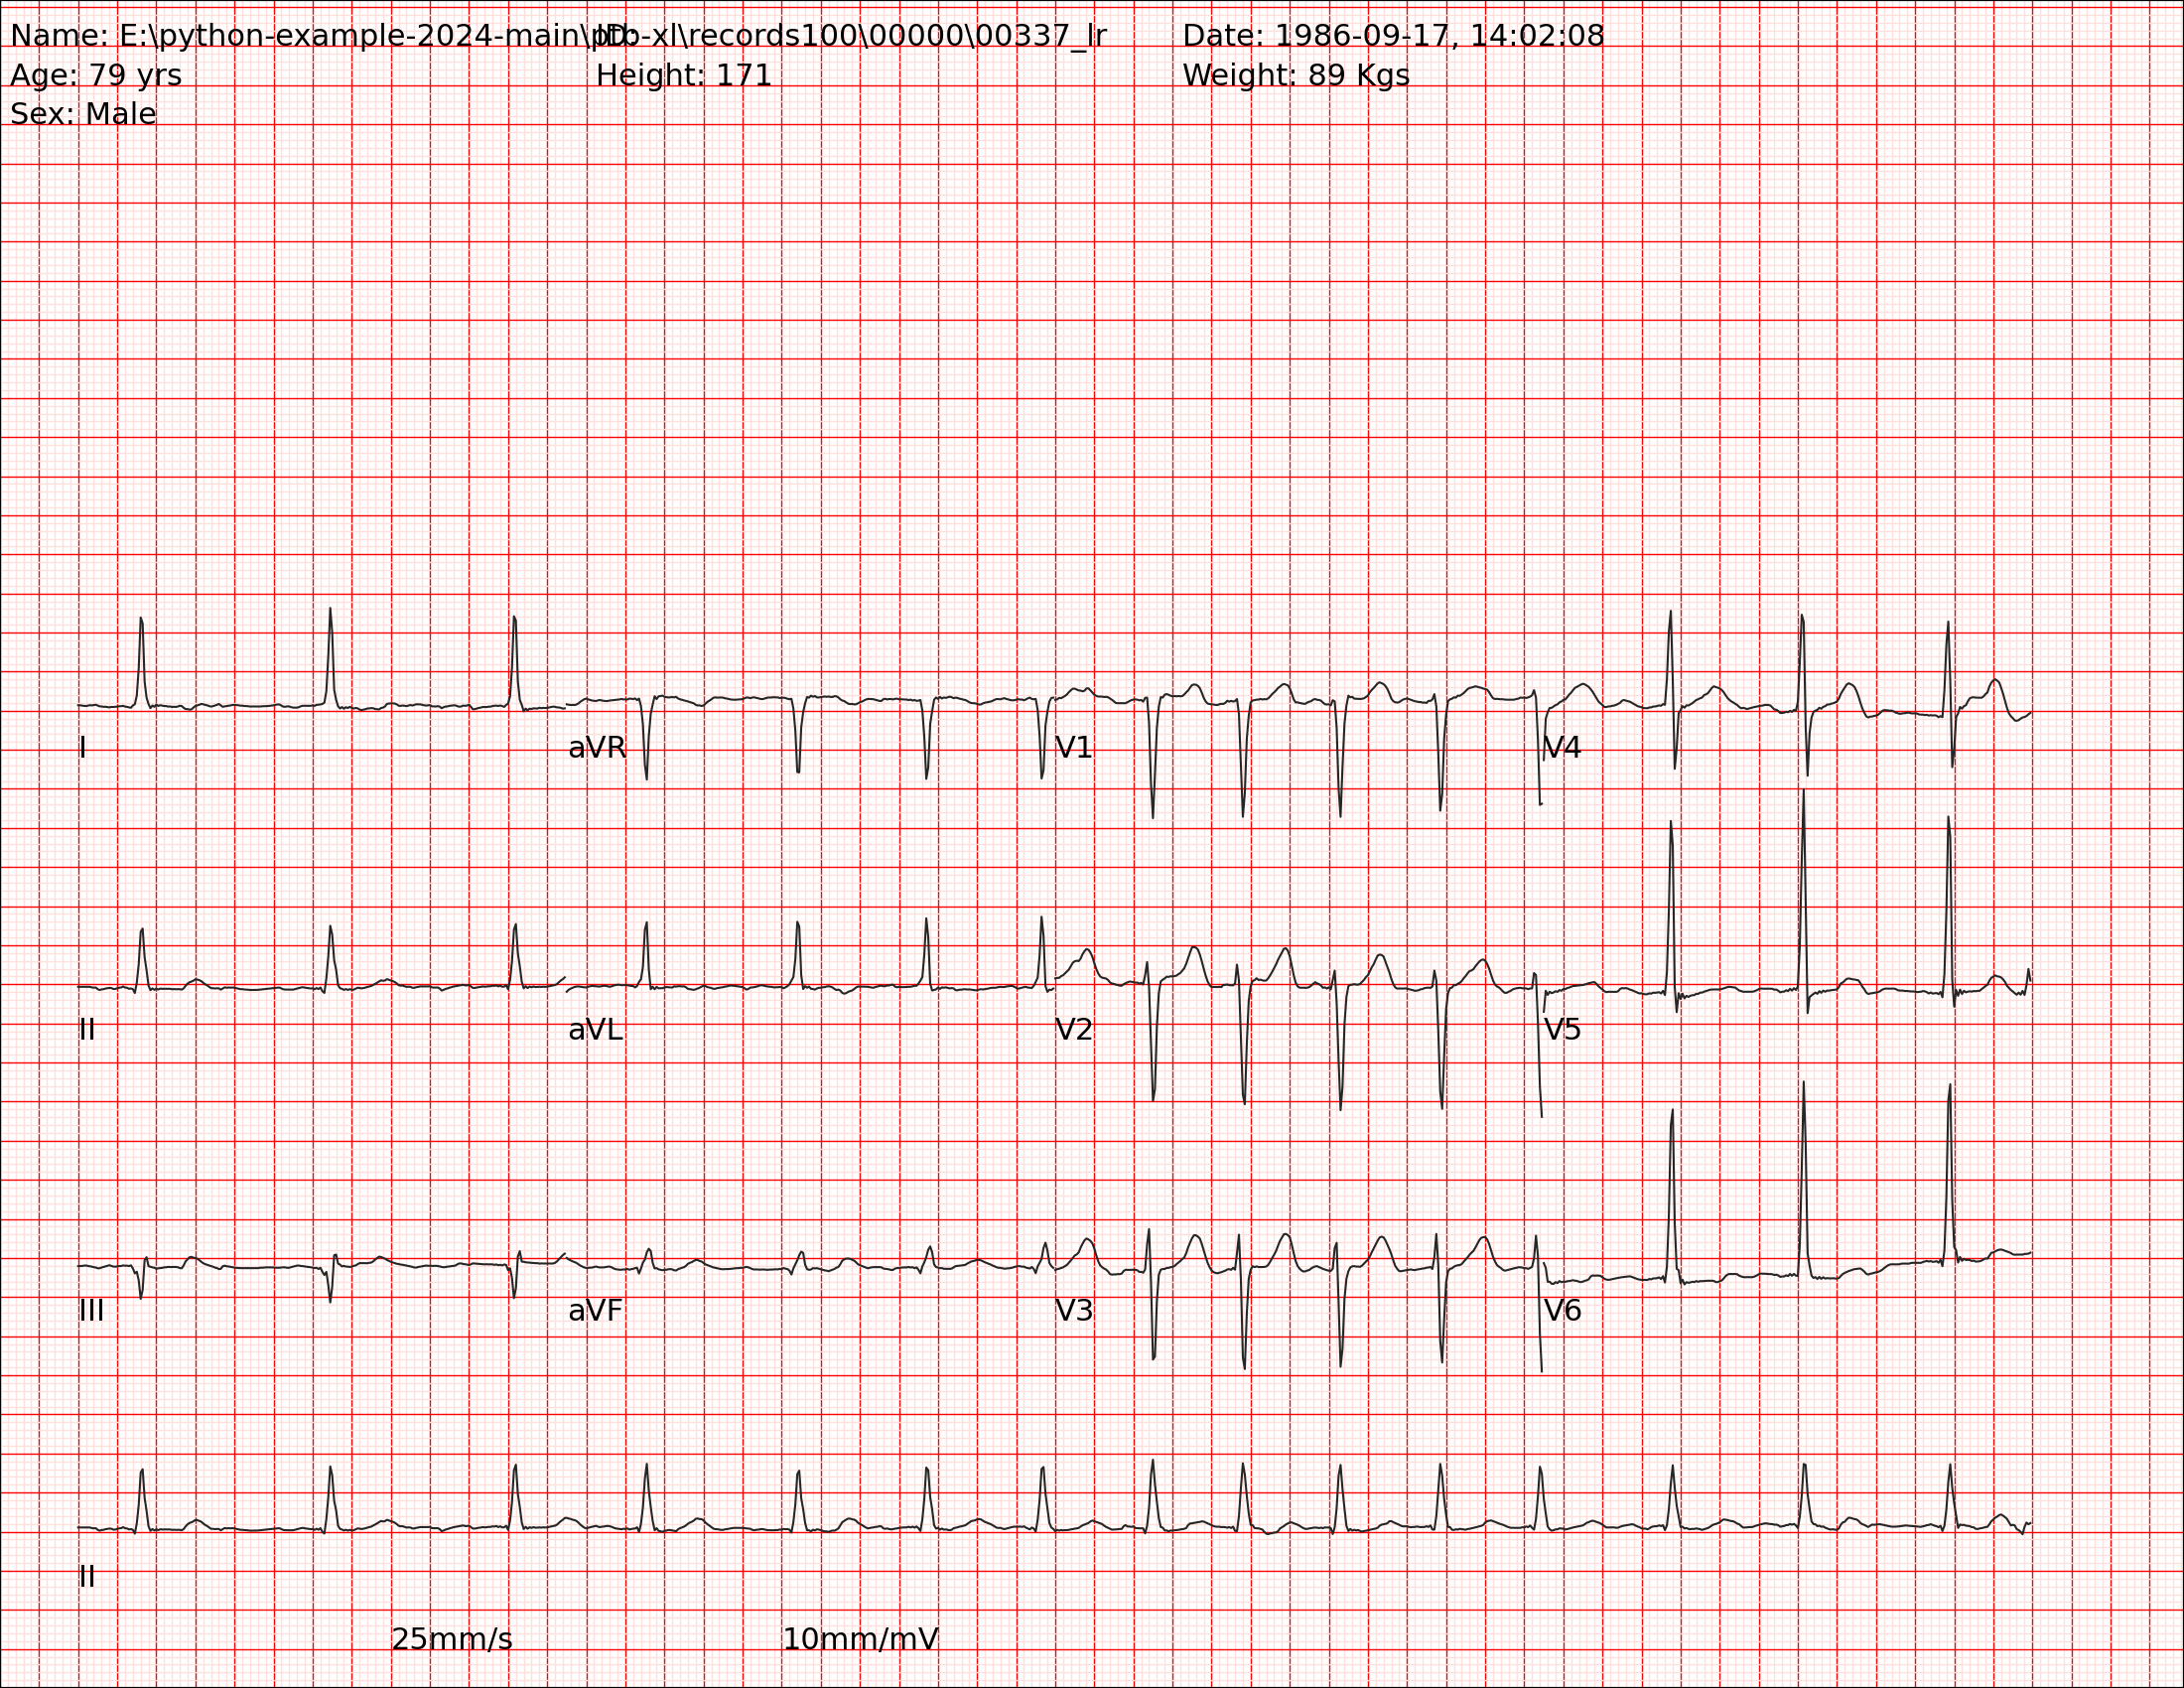 Name: E:\python-example-2024-main\ptb-xl\records100\00000\00337_lr ID: Date: 1986-09-17, 14:02:08
Age: 79 yrs Height: 171 Weight: 89 Kgs
Sex: Male
I aVR V1 V4
II aVL V2 V5
III aVF V3 V6
II
25mm/s 10mm/mV